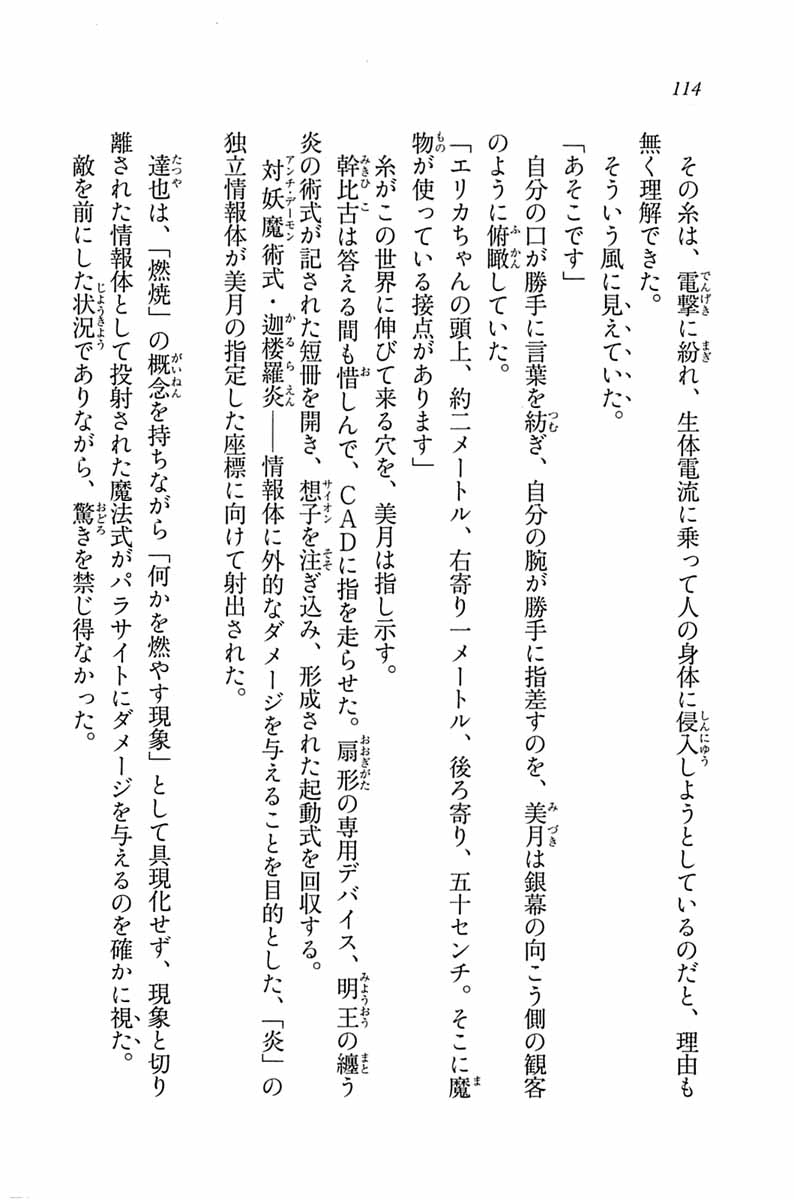 114
その糸は、電撃に紛れ、生体電流に乗って人の身体に侵入しようとしているのだと、理由も
無く理解できた。
そういう風に見えていた。
「あそこです」
自分の口が勝手に言葉を紡ぎ、自分の腕が勝手に指差すのを、美月は銀幕の向こう側の観客
のように俯瞰していた。
「エリカちゃんの頭上、約二メートル、右寄り一メートル、後ろ寄り、五十センチ。そこに魔
物が使っている接点があります」
糸がこの世界に伸びて来る穴を、美月は指し示す。
幹比古は答える間も惜しんで、CADに指を走らせた。扇形の専用デバイス、明王の纏う
炎の術式が記された短冊を開き、想子を注ぎ込み、形成された起動式を回収する。
対妖魔術式・迦楼羅炎――情報体に外的なダメージを与えることを目的とした、「炎」の
独立情報体が美月の指定した座標に向けて射出された。
達也は、「燃焼」の概念を持ちながら「何かを燃やす現象」として具現化せず、現象と切り
離された情報体として投射された魔法式がパラサイトにダメージを与えるのを確かに視た。
敵を前にした状況でありながら、驚きを禁じ得なかった。